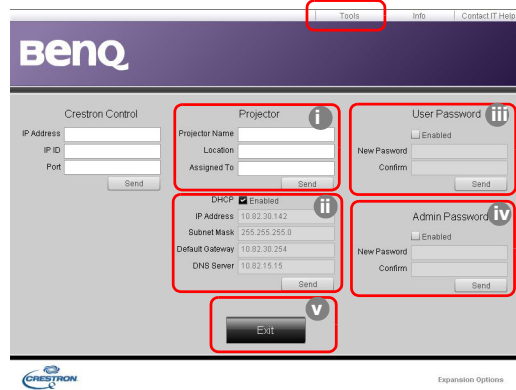 Tools Info Contact IT Help
BenQ
Crestron Control
IP Address
IP ID
Port
Send
Projector i
Projector Name
Location
Assigned To
Send
ii
DHCP Enabled
IP Address 10.82.30.142
Subnet Mask 255.255.255.0
Default Gateway 10.82.30.254
DNS Server 10.82.15.15
Send
User Password iii
Enabled
New Pasword
Confirm
Send
Admin Password iv
Enabled
New Pasword
Confirm
Send
v
Exit
CRESTRON
Expansion Options